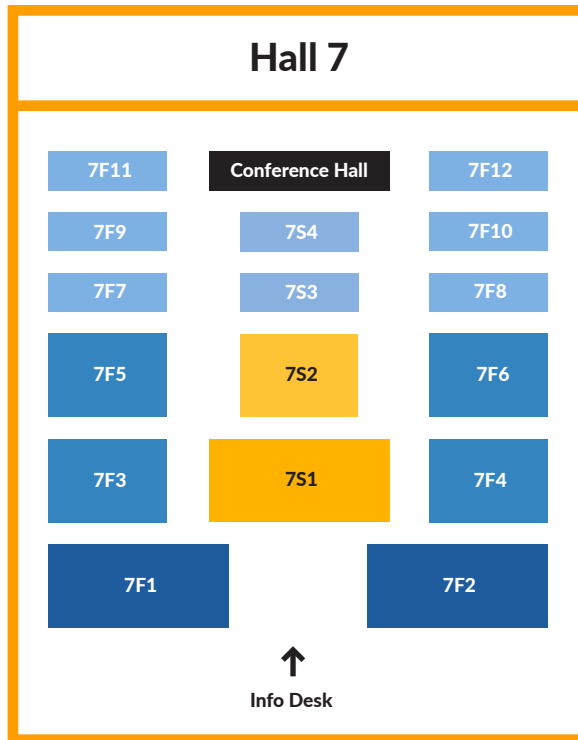 Hall 7
7F11 Conference Hall 7F12
7F9 7S4 7F10
7F7 7S3 7F8
7F5 7S2 7F6
7F3 7S1 7F4
7F1 7F2
Info Desk